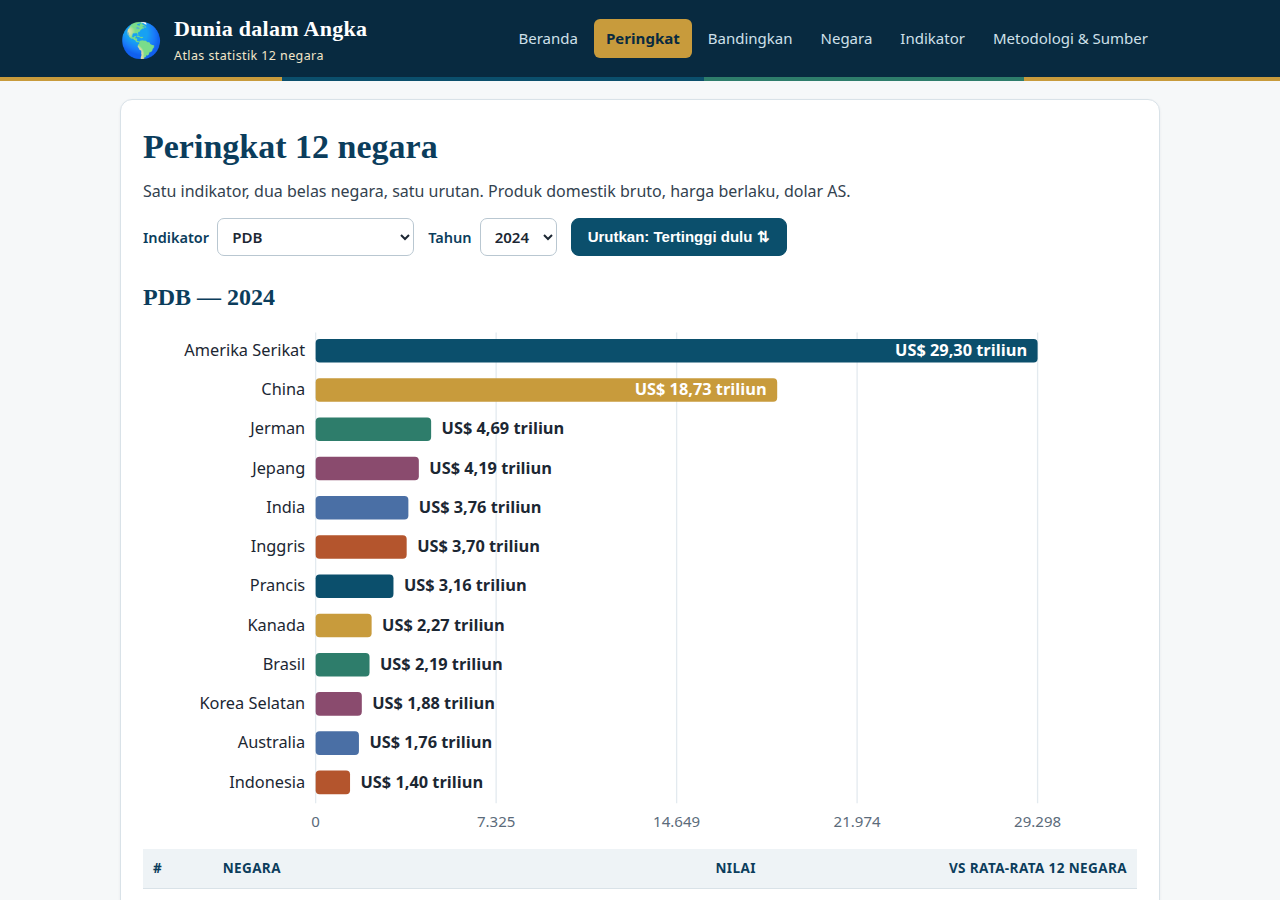 Dunia dalam Angka
Atlas statistik 12 negara
Beranda Peringkat Bandingkan Negara Indikator Metodologi & Sumber
Peringkat 12 negara
Satu indikator, dua belas negara, satu urutan. Produk domestik bruto, harga berlaku, dolar AS.
Indikator PDB Tahun 2024 Urutkan: Tertinggi dulu ⇅
PDB — 2024
Amerika Serikat US$ 29,30 triliun
China US$ 18,73 triliun
Jerman US$ 4,69 triliun
Jepang US$ 4,19 triliun
India US$ 3,76 triliun
Inggris US$ 3,70 triliun
Prancis US$ 3,16 triliun
Kanada US$ 2,27 triliun
Brasil US$ 2,19 triliun
Korea Selatan US$ 1,88 triliun
Australia US$ 1,76 triliun
Indonesia US$ 1,40 triliun
0 7.325 14.649 21.974 29.298
# NEGARA NILAI VS RATA-RATA 12 NEGARA